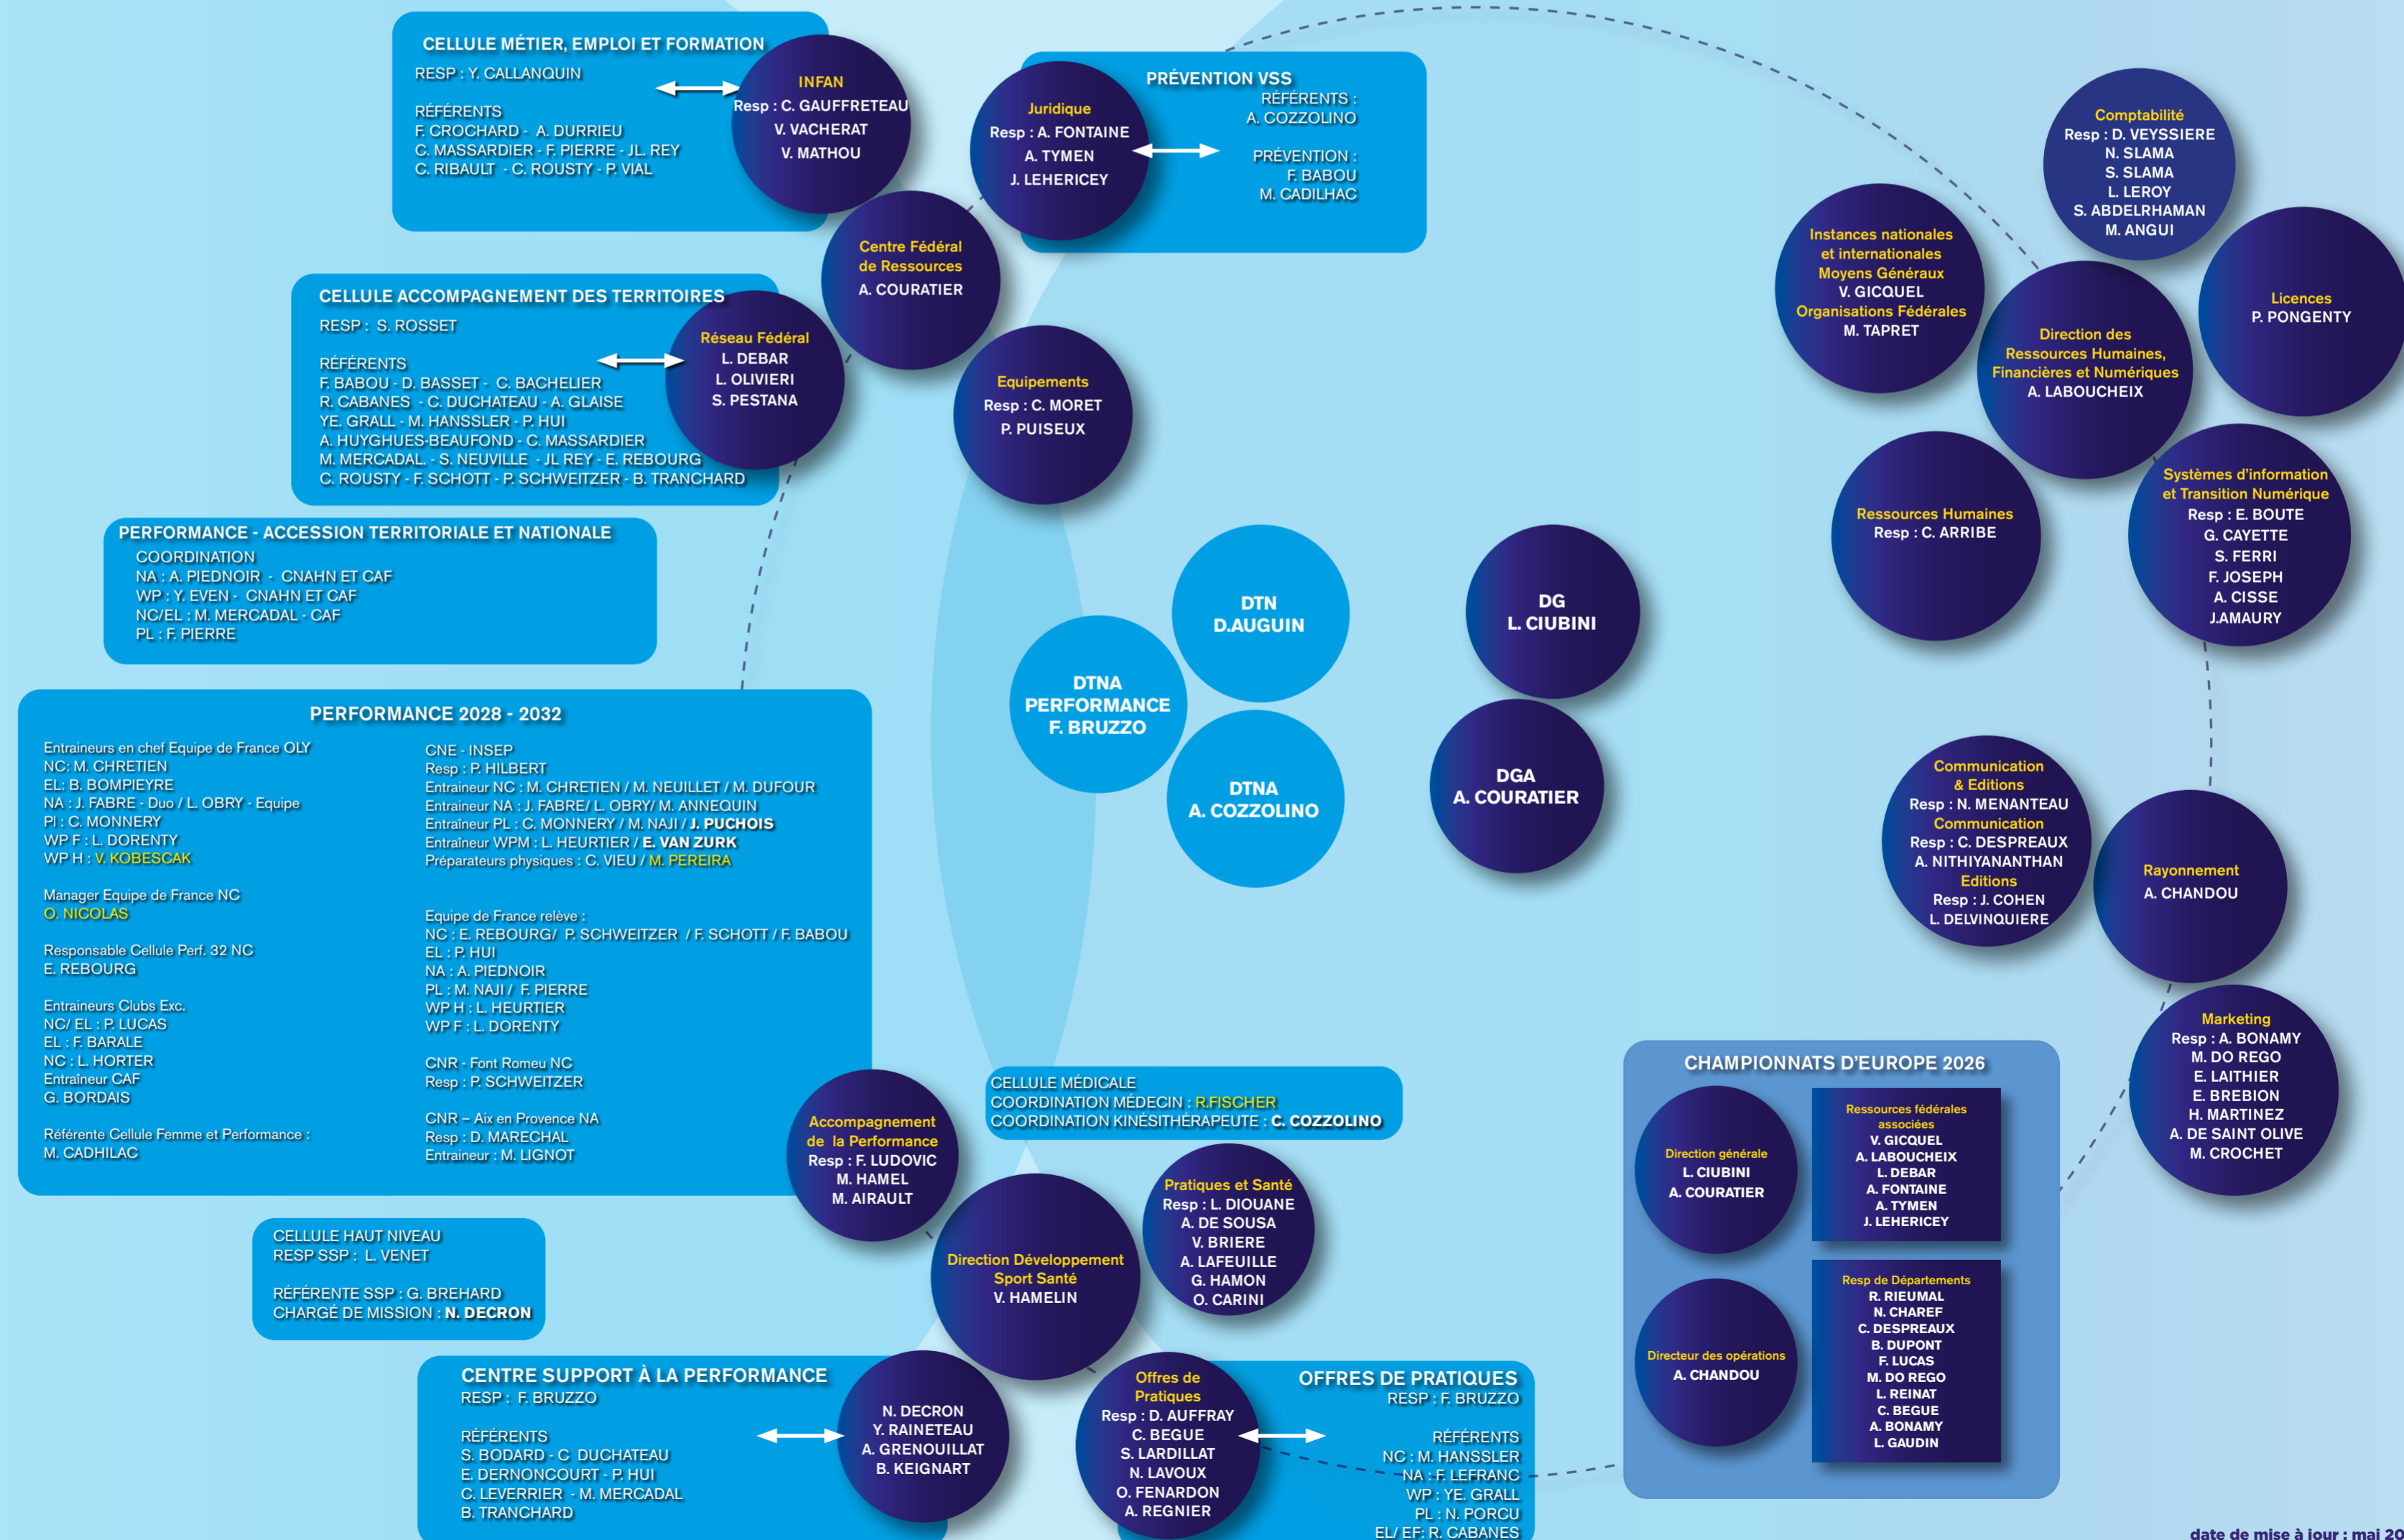 CELLULE MÉTIER, EMPLOI ET FORMATION
RESP : Y. CALLANQUIN
RÉFÉRENTS
F. CROCHARD - A. DURRIEU
C. MASSARDIER - F. PIERRE - JL. REY
C. RIBAULT - C. ROUSTY - P. VIAL
INFAN
Resp : C. GAUFFRETEAU
V. VACHERAT
V. MATHOU
Juridique
Resp : A. FONTAINE
A. TYMEN
J. LEHERICEY
PRÉVENTION VSS
RÉFÉRENTS :
A. COZZOLINO
PRÉVENTION :
F. BABOU
M. CADILHAC
Centre Fédéral
de Ressources
A. COURATIER
CELLULE ACCOMPAGNEMENT DES TERRITOIRES
RESP : S. ROSSET
RÉFÉRENTS
F. BABOU - D. BASSET - C. BACHELIER
R. CABANES - C. DUCHATEAU - A. GLAISE
YE. GRALL - M. HANSSLER - P. HUI
A. HUYGHUES-BEAUFOND - C. MASSARDIER
M. MERCADAL. - S. NEUVILLE - JL REY - E. REBOURG
C. ROUSTY - F. SCHOTT - P. SCHWEITZER - B. TRANCHARD
Réseau Fédéral
L. DEBAR
L. OLIVIERI
S. PESTANA
Equipements
Resp : C. MORET
P. PUISEUX
Comptabilité
Resp : D. VEYSSIERE
N. SLAMA
S. SLAMA
L. LEROY
S. ABDELRHAMAN
M. ANGUI
Instances nationales
et internationales
Moyens Généraux
V. GICQUEL
Organisations Fédérales
M. TAPRET
Licences
P. PONGENTY
Direction des
Ressources Humaines,
Financières et Numériques
A. LABOUCHEIX
Ressources Humaines
Resp : C. ARRIBE
Systèmes d'information
et Transition Numérique
Resp : E. BOUTE
G. CAYETTE
S. FERRI
F. JOSEPH
A. CISSE
J.AMAURY
PERFORMANCE - ACCESSION TERRITORIALE ET NATIONALE
COORDINATION
NA : A. PIEDNOIR - CNAHN ET CAF
WP : Y. EVEN - CNAHN ET CAF
NC/EL : M. MERCADAL - CAF
PL : F. PIERRE
DTN
D.AUGUIN
DTNA
PERFORMANCE
F. BRUZZO
DTNA
A. COZZOLINO
DG
L. CIUBINI
DGA
A. COURATIER
PERFORMANCE 2028 - 2032
Entraineurs en chef Equipe de France OLY
NC: M. CHRETIEN
EL: B. BOMPIEYRE
NA : J. FABRE - Duo / L. OBRY - Equipe
Pl : C. MONNERY
WP F : L. DORENTY
WP H : V. KOBESCAK
Manager Equipe de France NC
O. NICOLAS
Responsable Cellule Perf. 32 NC
E. REBOURG
Entraineurs Clubs Exc.
NC/ EL : P. LUCAS
EL : F. BARALE
NC : L. HORTER
Entraîneur CAF
G. BORDAIS
Référente Cellule Femme et Performance :
M. CADHILAC
CNE - INSEP
Resp : P. HILBERT
Entraineur NC : M. CHRETIEN / M. NEUILLET / M. DUFOUR
Entraineur NA : J. FABRE/ L. OBRY/ M. ANNEQUIN
Entraîneur PL : C. MONNERY / M. NAJI / J. PUCHOIS
Entraîneur WPM : L. HEURTIER / E. VAN ZURK
Préparateurs physiques : C. VIEU / M. PEREIRA
Equipe de France relève :
NC : E. REBOURG/ P. SCHWEITZER / F. SCHOTT / F. BABOU
EL : P. HUI
NA : A. PIEDNOIR
PL : M. NAJI / F. PIERRE
WP H : L. HEURTIER
WP F : L. DORENTY
CNR - Font Romeu NC
Resp : P. SCHWEITZER
CNR – Aix en Provence NA
Resp : D. MARECHAL
Entraineur : M. LIGNOT
Communication
& Editions
Resp : N. MENANTEAU
Communication
Resp : C. DESPREAUX
A. NITHIYANANTHAN
Editions
Resp : J. COHEN
L. DELVINQUIERE
Rayonnement
A. CHANDOU
Marketing
Resp : A. BONAMY
M. DO REGO
E. LAITHIER
E. BREBION
H. MARTINEZ
A. DE SAINT OLIVE
M. CROCHET
CELLULE MÉDICALE
COORDINATION MÉDECIN : R.FISCHER
COORDINATION KINÉSITHÉRAPEUTE : C. COZZOLINO
Accompagnement
de la Performance
Resp : F. LUDOVIC
M. HAMEL
M. AIRAULT
Pratiques et Santé
Resp : L. DIOUANE
A. DE SOUSA
V. BRIERE
A. LAFEUILLE
G. HAMON
O. CARINI
Direction Développement
Sport Santé
V. HAMELIN
CELLULE HAUT NIVEAU
RESP SSP : L. VENET
RÉFÉRENTE SSP : G. BREHARD
CHARGÉ DE MISSION : N. DECRON
CENTRE SUPPORT À LA PERFORMANCE
RESP : F. BRUZZO
RÉFÉRENTS
S. BODARD - C DUCHATEAU
E. DERNONCOURT - P. HUI
C. LEVERRIER - M. MERCADAL
B. TRANCHARD
N. DECRON
Y. RAINETEAU
A. GRENOUILLAT
B. KEIGNART
Offres de
Pratiques
Resp : D. AUFFRAY
C. BEGUE
S. LARDILLAT
N. LAVOUX
O. FENARDON
A. REGNIER
OFFRES DE PRATIQUES
RESP : F. BRUZZO
RÉFÉRENTS
NC : M. HANSSLER
NA : F. LEFRANC
WP : YE. GRALL
PL : N. PORCU
EL/ EF: R. CABANES
CHAMPIONNATS D'EUROPE 2026
Direction générale
L. CIUBINI
A. COURATIER
Ressources fédérales
associées
V. GICQUEL
A. LABOUCHEIX
L. DEBAR
A. FONTAINE
A. TYMEN
J. LEHERICEY
Directeur des opérations
A. CHANDOU
Resp de Départements
R. RIEUMAL
N. CHAREF
C. DESPREAUX
B. DUPONT
F. LUCAS
M. DO REGO
L. REINAT
C. BEGUE
A. BONAMY
L. GAUDIN
date de mise à jour : mai 20